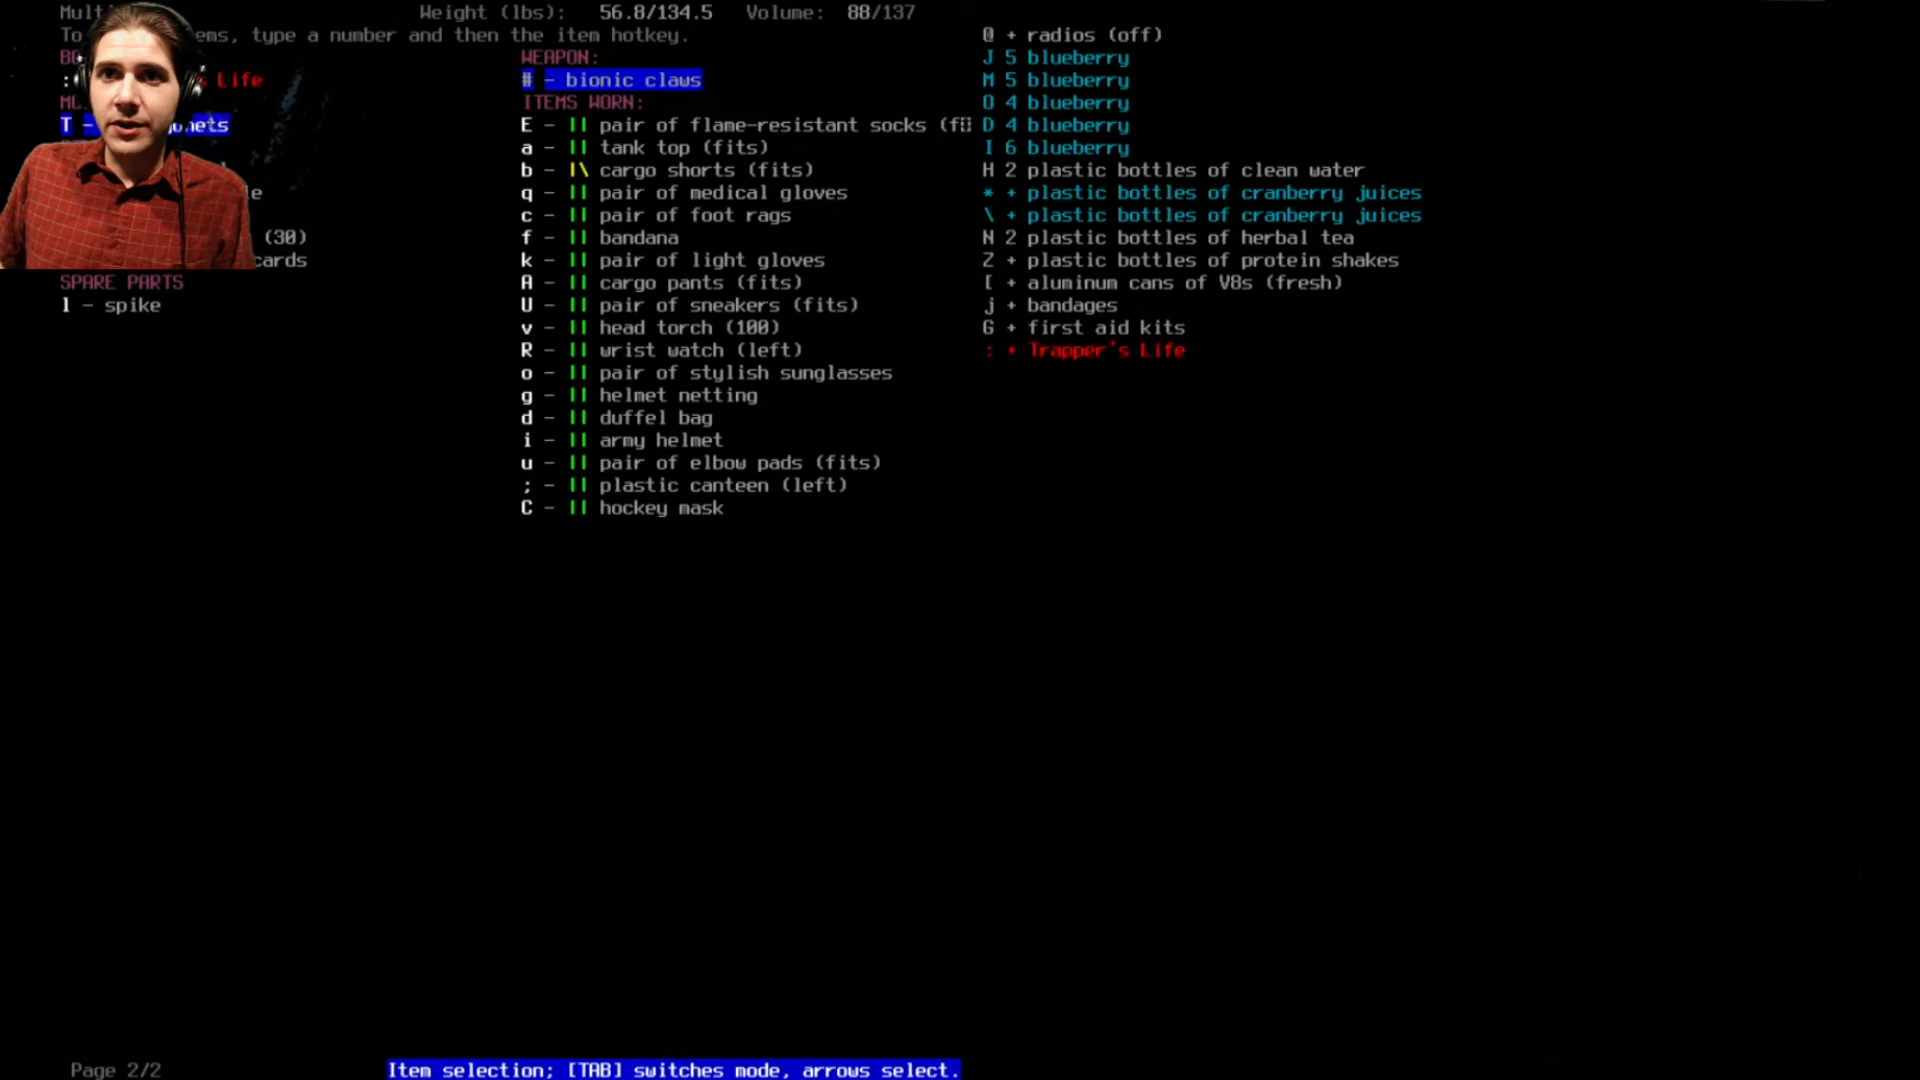 Weight (lbs): 56.8/134.5 Volume: 88/137
ems, type a number and then the item hotkey.
: Life
T -
(30)
cards
SPARE PARTS
l - spike
WEAPON:
# - bionic claws
ITEMS WORN:
E - || pair of flame-resistant socks
a - || tank top (fits)
b - |\ cargo shorts (fits)
q - || pair of medical gloves
c - || pair of foot rags
f - || bandana
k - || pair of light gloves
A - || cargo pants (fits)
U - || pair of sneakers (fits)
v - || head torch (100)
R - || wrist watch (left)
o - || pair of stylish sunglasses
g - || helmet netting
d - || duffel bag
i - || army helmet
u - || pair of elbow pads (fits)
; - || plastic canteen (left)
C - || hockey mask
@ + radios (off)
J 5 blueberry
M 5 blueberry
O 4 blueberry
D 4 blueberry
I 6 blueberry
H 2 plastic bottles of clean water
* + plastic bottles of cranberry juices
\ + plastic bottles of cranberry juices
N 2 plastic bottles of herbal tea
Z + plastic bottles of protein shakes
[ + aluminum cans of V8s (fresh)
j + bandages
G + first aid kits
: + Trapper's Life
Page 2/2
Item selection; [TAB] switches mode, arrows select.